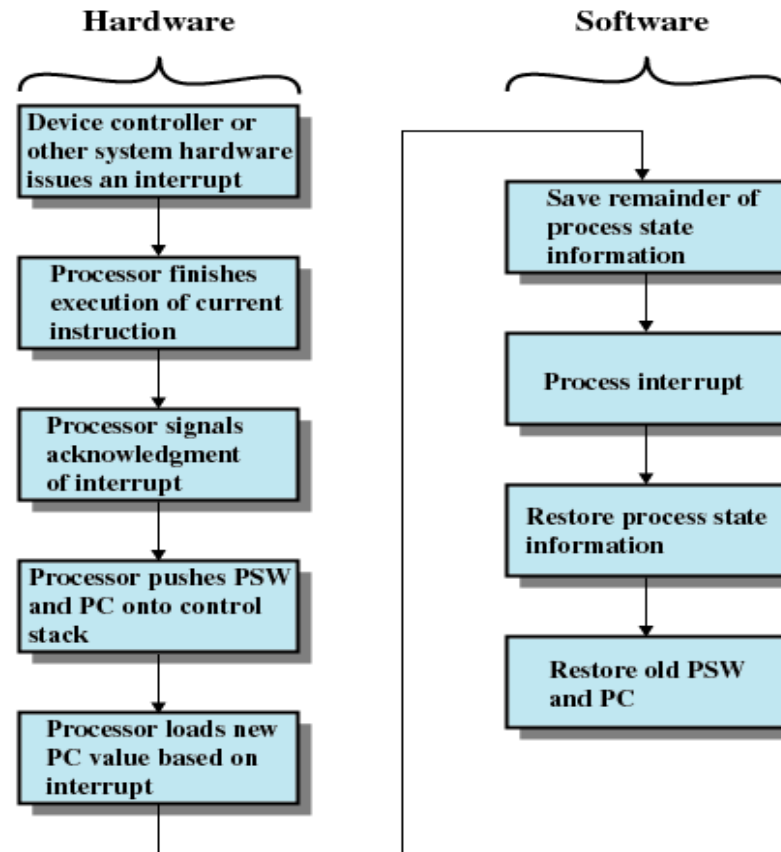 Hardware
Device controller or
other system hardware
issues an interrupt
Processor finishes
execution of current
instruction
Processor signals
acknowledgment
of interrupt
Processor pushes PSW
and PC onto control
stack
Processor loads new
PC value based on
interrupt
Software
Save remainder of
process state
information
Process interrupt
Restore process state
information
Restore old PSW
and PC